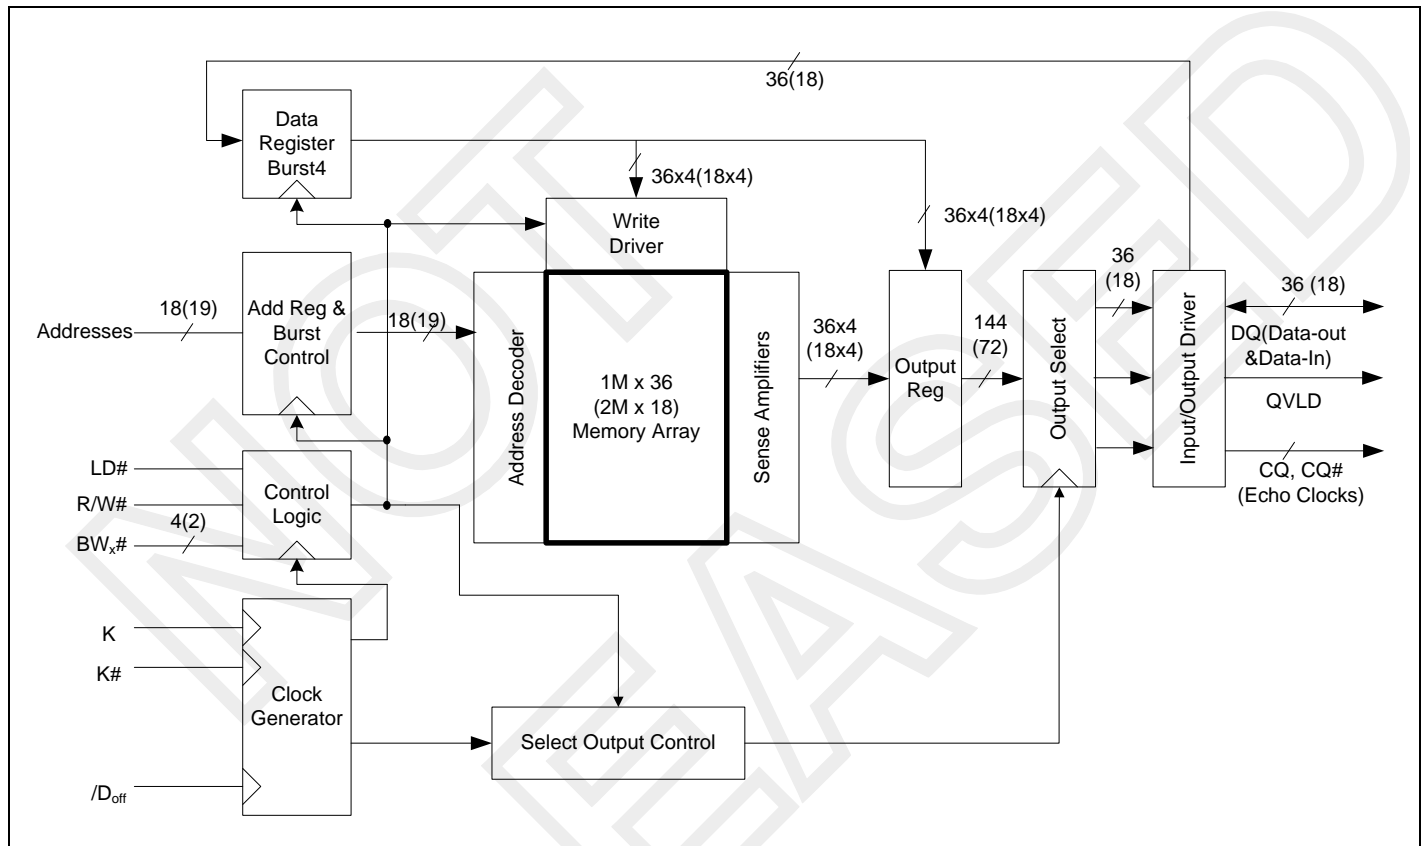 36(18)
Data
Register
Burst4
36x4(18x4)
36x4(18x4)
Write
Driver
Addresses
18(19)
Add Reg &
Burst
Control
18(19)
Address Decoder
1M x 36
(2M x 18)
Memory Array
Sense Amplifiers
36x4
(18x4)
Output
Reg
144
(72)
Output Select
36
(18)
Input/Output Driver
36 (18)
DQ(Data-out
&Data-In)
QVLD
CQ, CQ#
(Echo Clocks)
LD#
R/W#
4(2)
BWx#
Control
Logic
K
K#
Clock
Generator
/Doff
Select Output Control
NOT
EASED